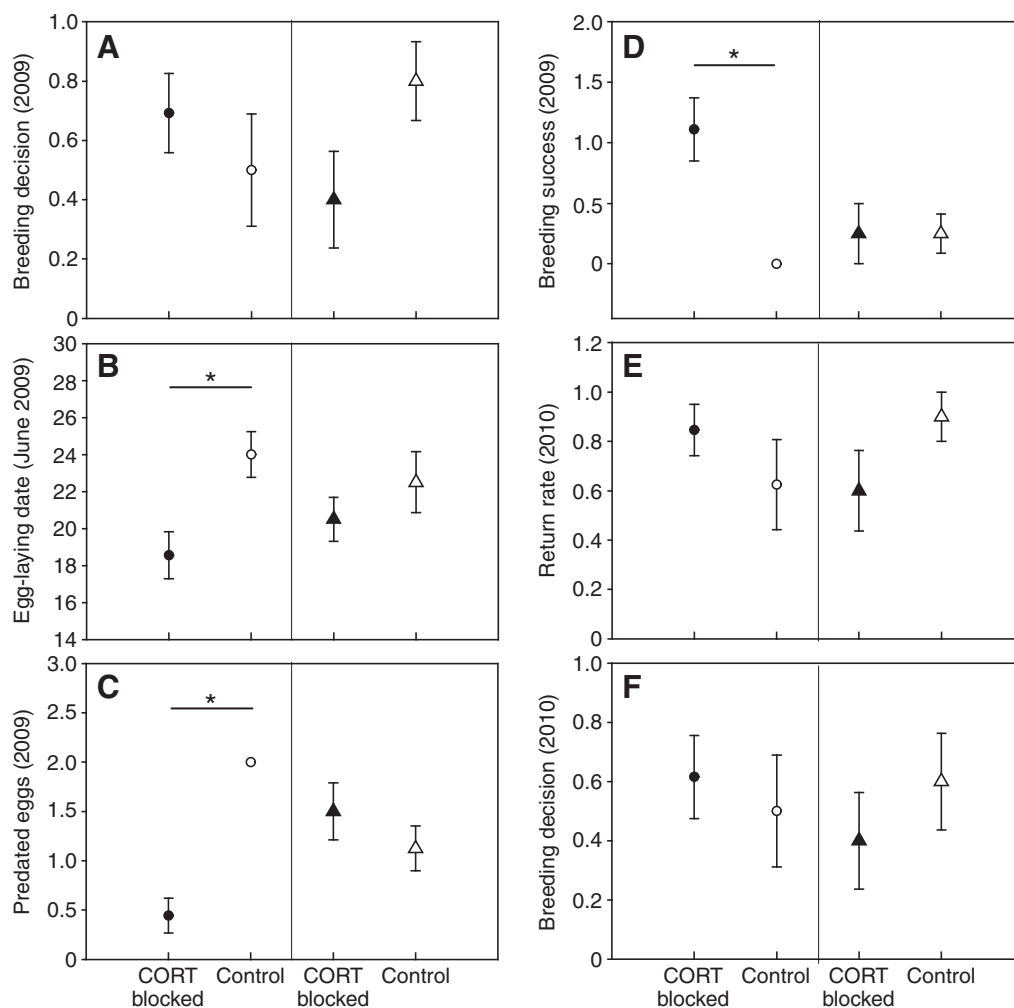 A
Breeding decision (2009)
1.0
0.8
0.6
0.4
0.2
0
B
Egg-laying date (June 2009)
30
28
26
24
22
20
18
16
14
*
C
Predated eggs (2009)
3.0
2.5
2.0
1.5
1.0
0.5
0
*
CORT Control CORT Control
blocked blocked
D
Breeding success (2009)
2.0
1.5
1.0
0.5
0
*
E
Return rate (2010)
1.2
1.0
0.8
0.6
0.4
0.2
0
F
Breeding decision (2010)
1.0
0.8
0.6
0.4
0.2
0
CORT Control CORT Control
blocked blocked